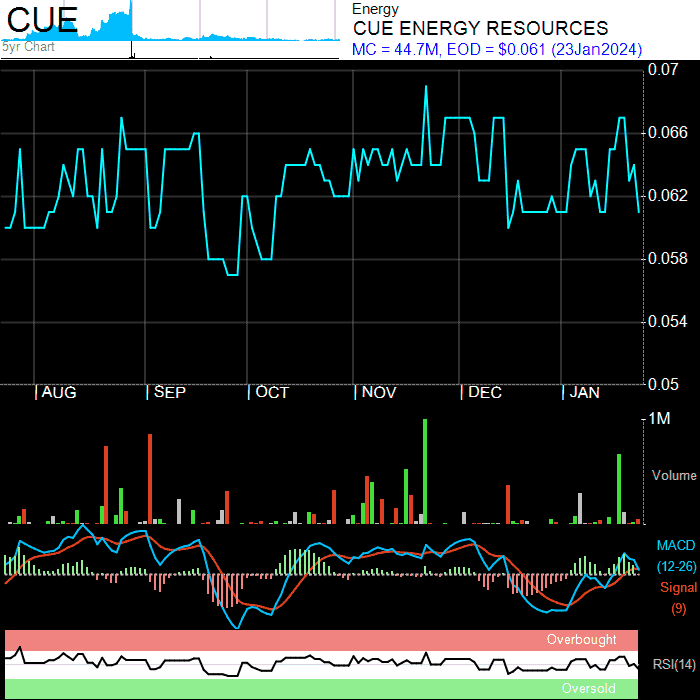 CUE
5yr Chart
Energy
CUE ENERGY RESOURCES
MC = 44.7M, EOD = $0.061 (23Jan2024)
0.07
0.066
0.062
0.058
0.054
0.05
AUG SEP OCT NOV DEC JAN
1M
Volume
MACD
(12-26)
Signal
(9)
Overbought
RSI(14)
Oversold